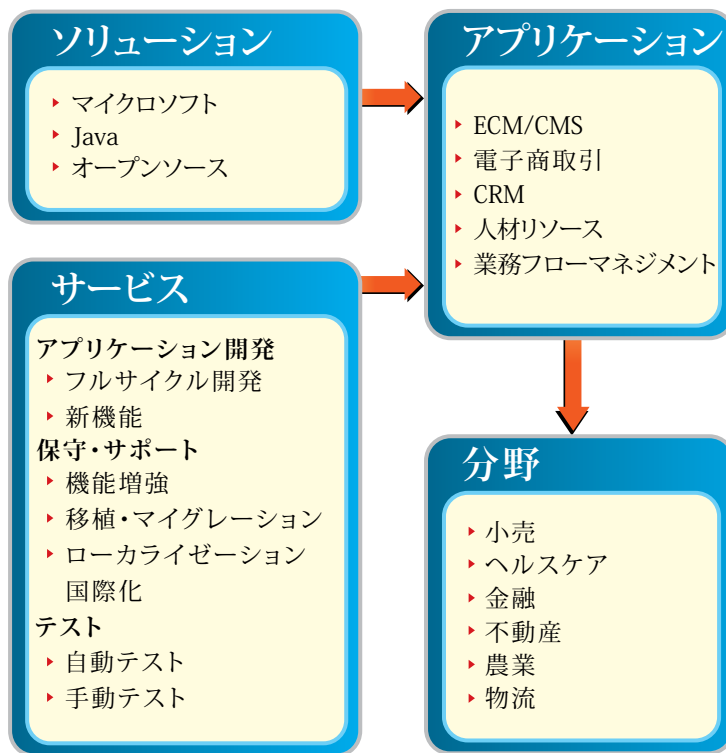 ソリューション
マイクロソフト
Java
オープンソース
アプリケーション
ECM/CMS
電子商取引
CRM
人材リソース
業務フローマネジメント
サービス
アプリケーション開発
フルサイクル開発
新機能
保守・サポート
機能増強
移植・マイグレーション
ローカライゼーション
国際化
テスト
自動テスト
手動テスト
分野
小売
ヘルスケア
金融
不動産
農業
物流